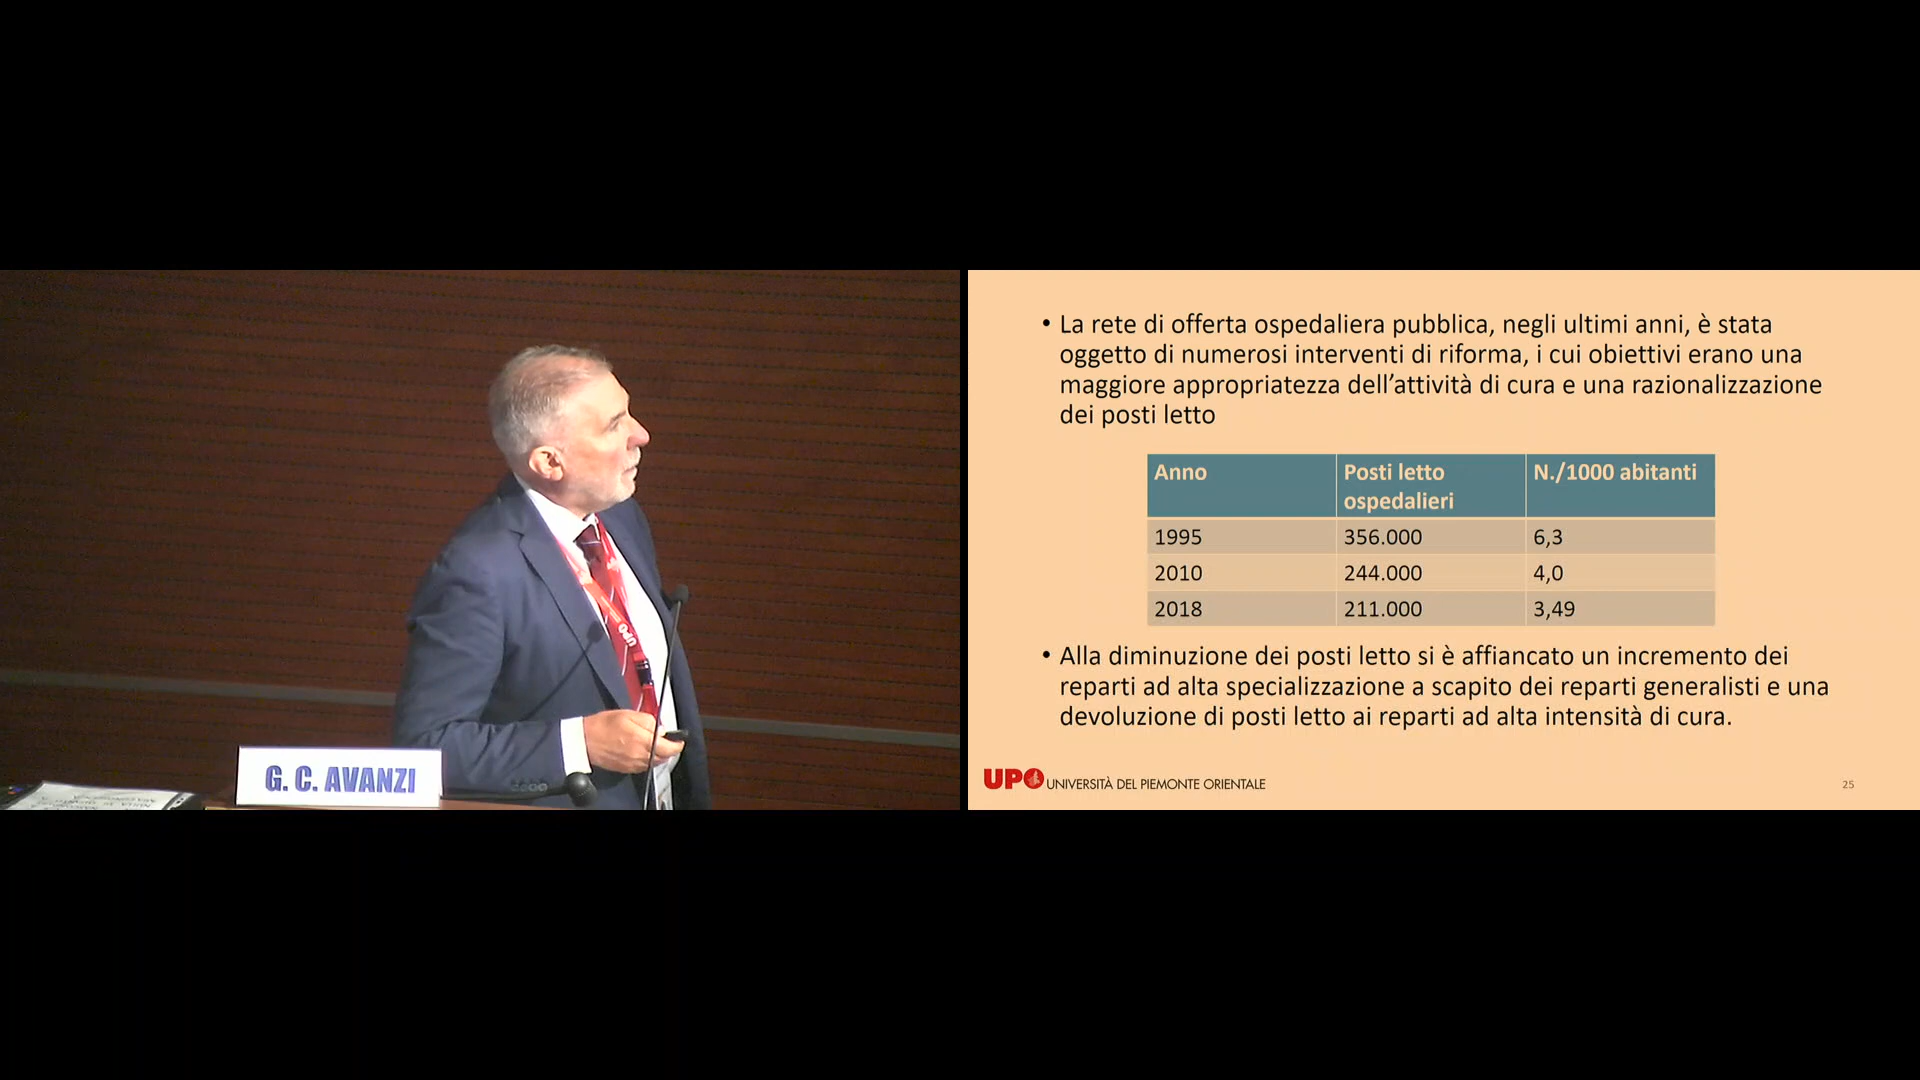 G. C. AVANZI
• La rete di offerta ospedaliera pubblica, negli ultimi anni, è stata
oggetto di numerosi interventi di riforma, i cui obiettivi erano una
maggiore appropriatezza dell’attività di cura e una razionalizzazione
dei posti letto
Anno Posti letto ospedalieri N./1000 abitanti
1995 356.000 6,3
2010 244.000 4,0
2018 211.000 3,49
• Alla diminuzione dei posti letto si è affiancato un incremento dei
reparti ad alta specializzazione a scapito dei reparti generalisti e una
devoluzione di posti letto ai reparti ad alta intensità di cura.
UPO UNIVERSITÀ DEL PIEMONTE ORIENTALE
25
UPO